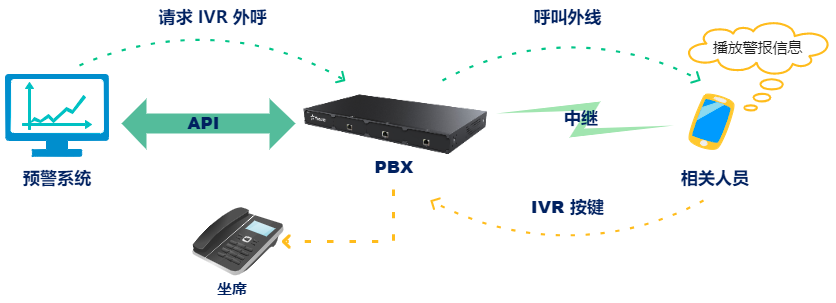 请求 IVR 外呼
呼叫外线
播放警报信息
API
中继
预警系统
PBX
相关人员
IVR 按键
坐席